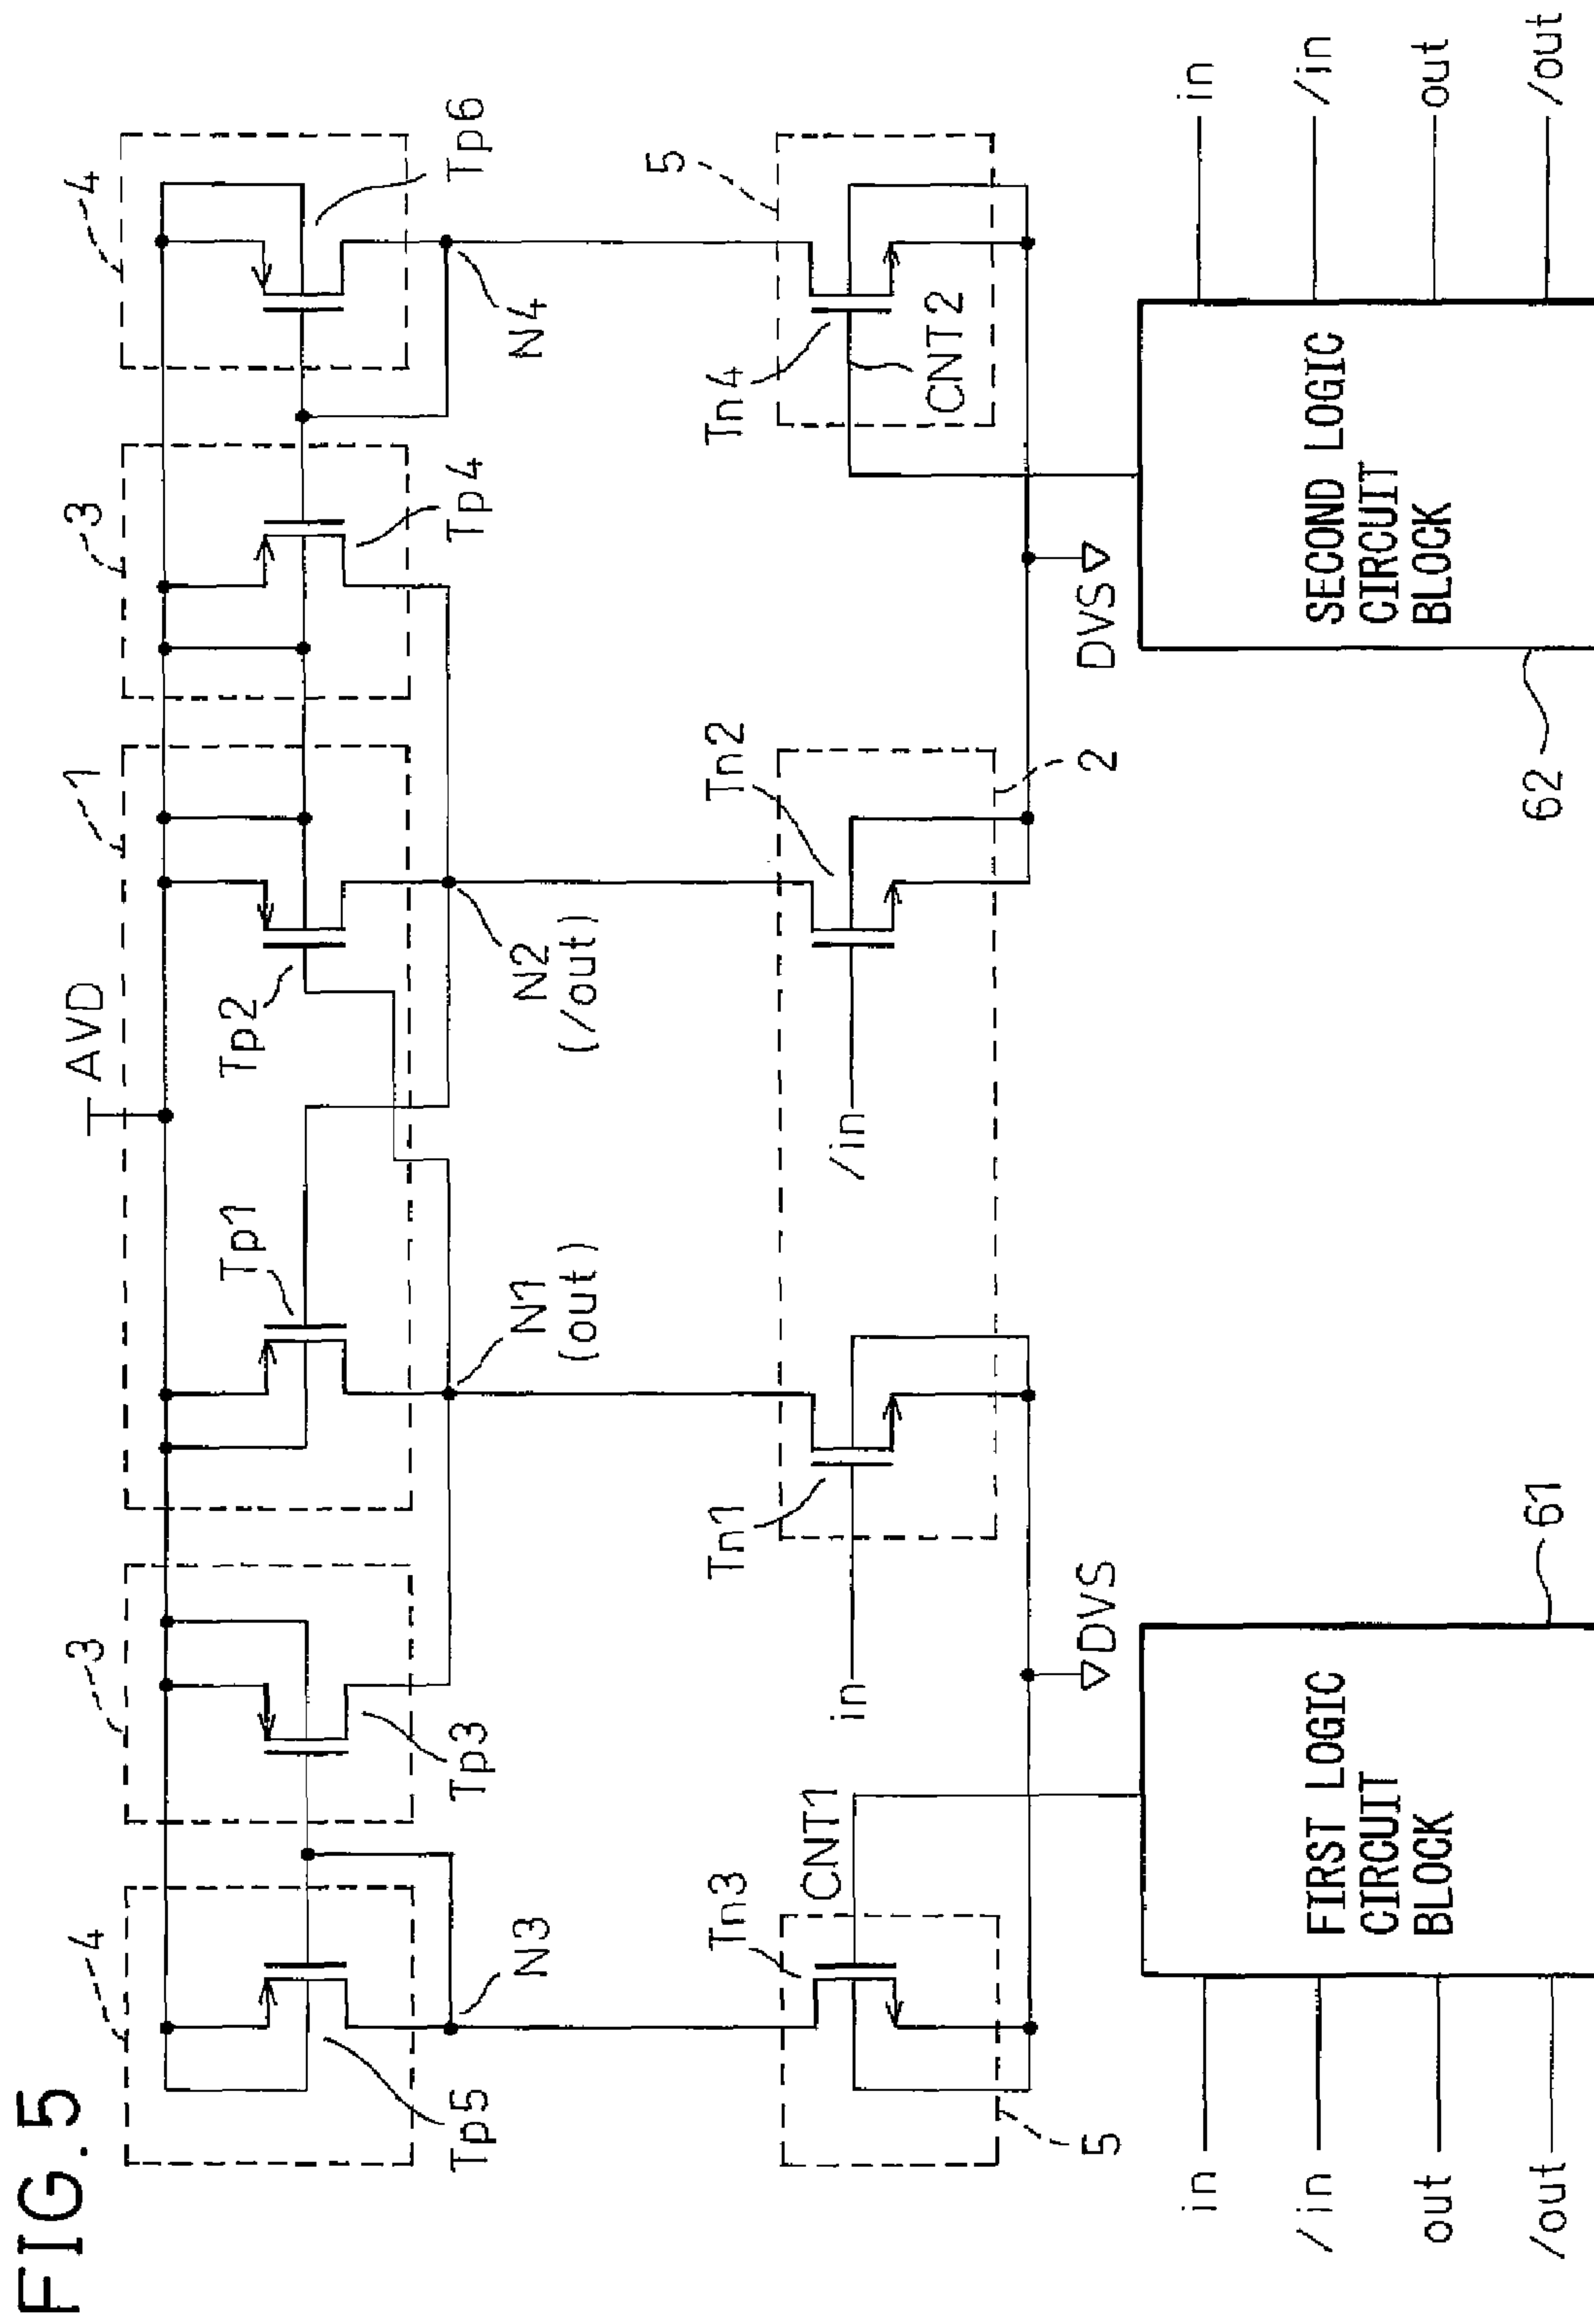 FIG.5
AVD
4
3
1
3
4
Tp5
Tp3
Tp1
Tp2
Tp4
Tp6
N3
N1
(out)
N2
(/out)
N4
Tn3
CNT1
Tn1
Tn2
Tn4
5
in
/in
CNT2
5
DVS
2
DVS
61
62
in
/in
out
/out
FIRST LOGIC
CIRCUIT
BLOCK
SECOND LOGIC
CIRCUIT
BLOCK
in
/in
out
/out